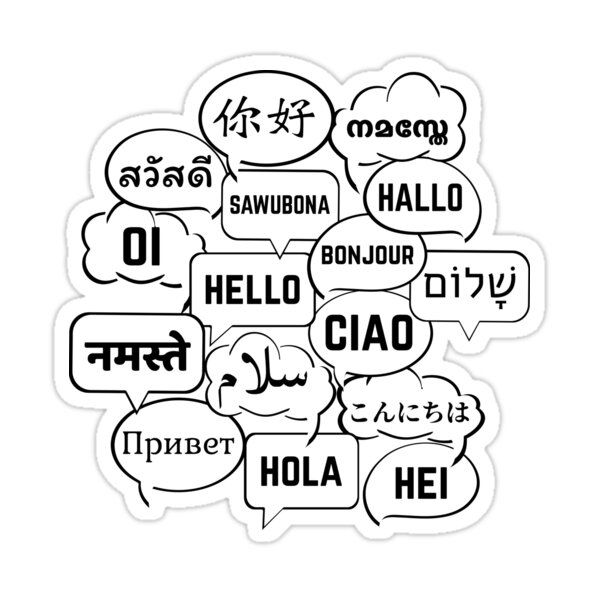 你好
നമസ്തേ
สวัสดี
SAWUBONA
HALLO
OI
BONJOUR
HELLO
שָׁלוֹם
CIAO
नमस्ते
سلام
こんにちは
Привет
HOLA
HEI